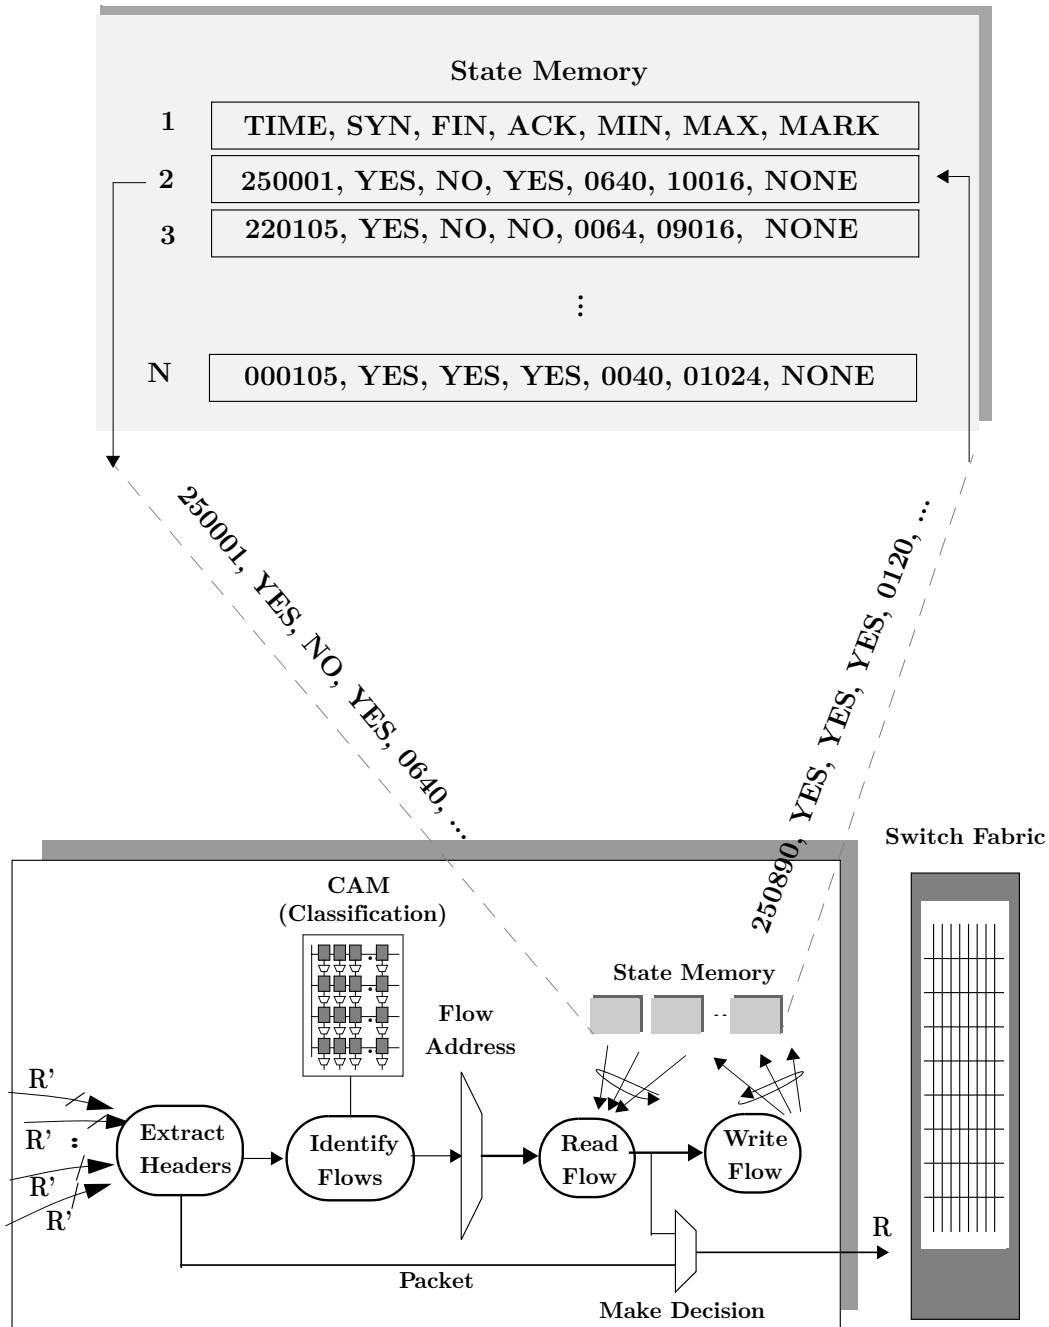 State Memory
1 TIME, SYN, FIN, ACK, MIN, MAX, MARK
2 250001, YES, NO, YES, 0640, 10016, NONE
3 220105, YES, NO, NO, 0064, 09016, NONE
⋮
N 000105, YES, YES, YES, 0040, 01024, NONE
250001, YES, NO, YES, 0640, ...
250890, YES, YES, YES, 0120, ...
Switch Fabric
CAM
(Classification)
State Memory
Flow
Address
R'
R'
R'
R'
Extract
Headers
Identify
Flows
Read
Flow
Write
Flow
R
Packet
Make Decision